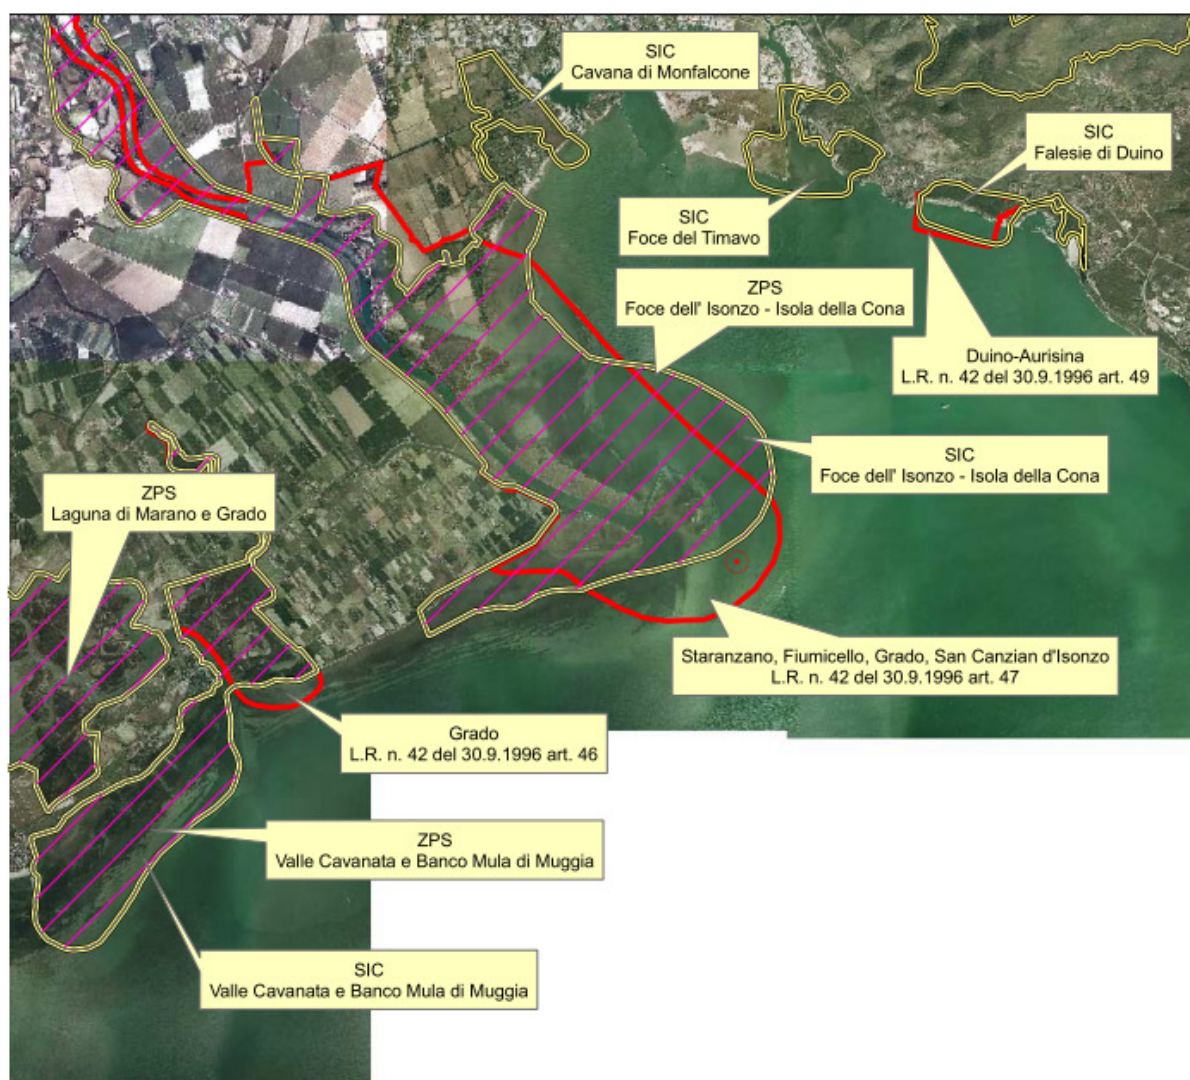 SIC
Cavana di Monfalcone
SIC
Falesie di Duino
SIC
Foce del Timavo
ZPS
Foce dell' Isonzo - Isola della Cona
Duino-Aurisina
L.R. n. 42 del 30.9.1996 art. 49
SIC
Foce dell' Isonzo - Isola della Cona
ZPS
Laguna di Marano e Grado
Staranzano, Fiumicello, Grado, San Canzian d'Isonzo
L.R. n. 42 del 30.9.1996 art. 47
Grado
L.R. n. 42 del 30.9.1996 art. 46
ZPS
Valle Cavanata e Banco Mula di Muggia
SIC
Valle Cavanata e Banco Mula di Muggia